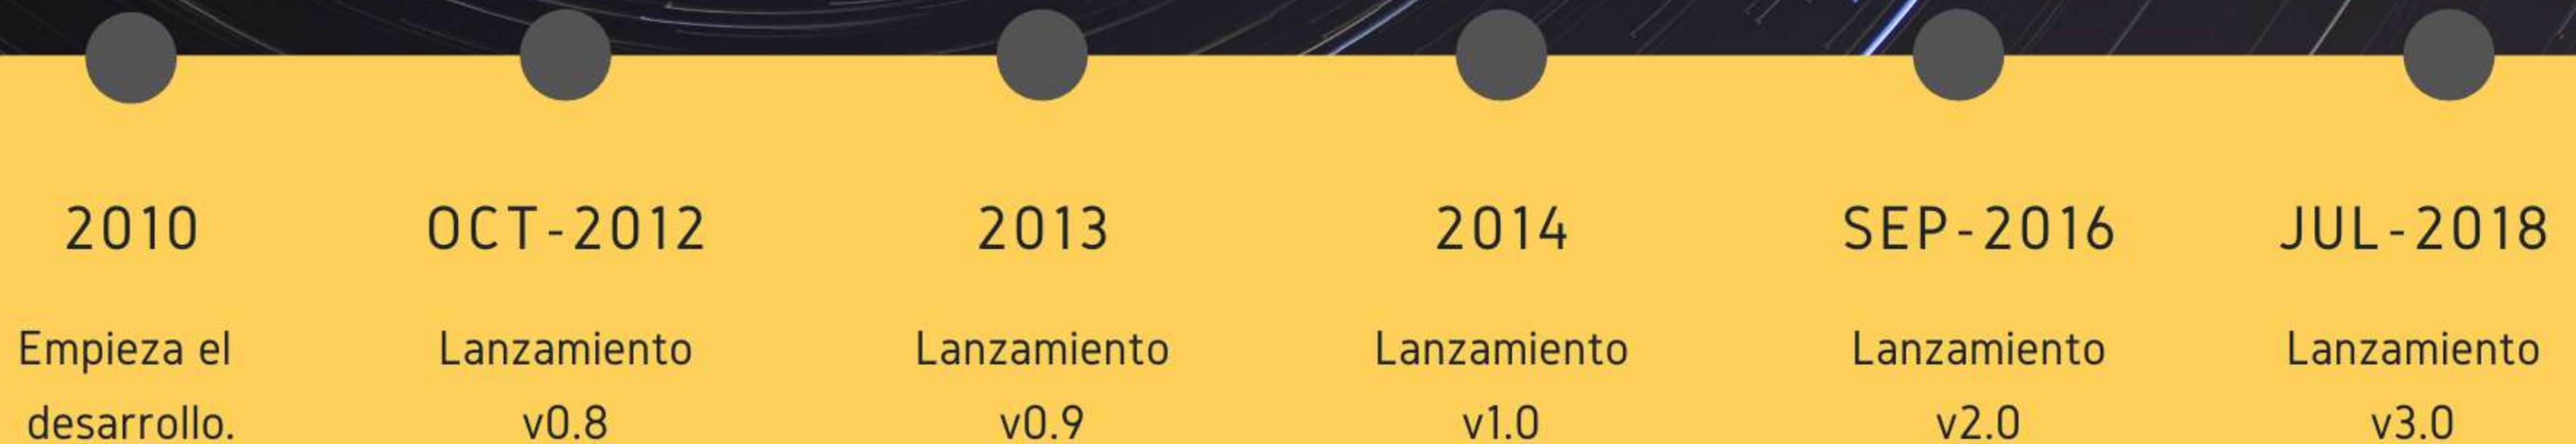 2010
Empieza el
desarrollo.
OCT-2012
Lanzamiento
v0.8
2013
Lanzamiento
v0.9
2014
Lanzamiento
v1.0
SEP-2016
Lanzamiento
v2.0
JUL-2018
Lanzamiento
v3.0